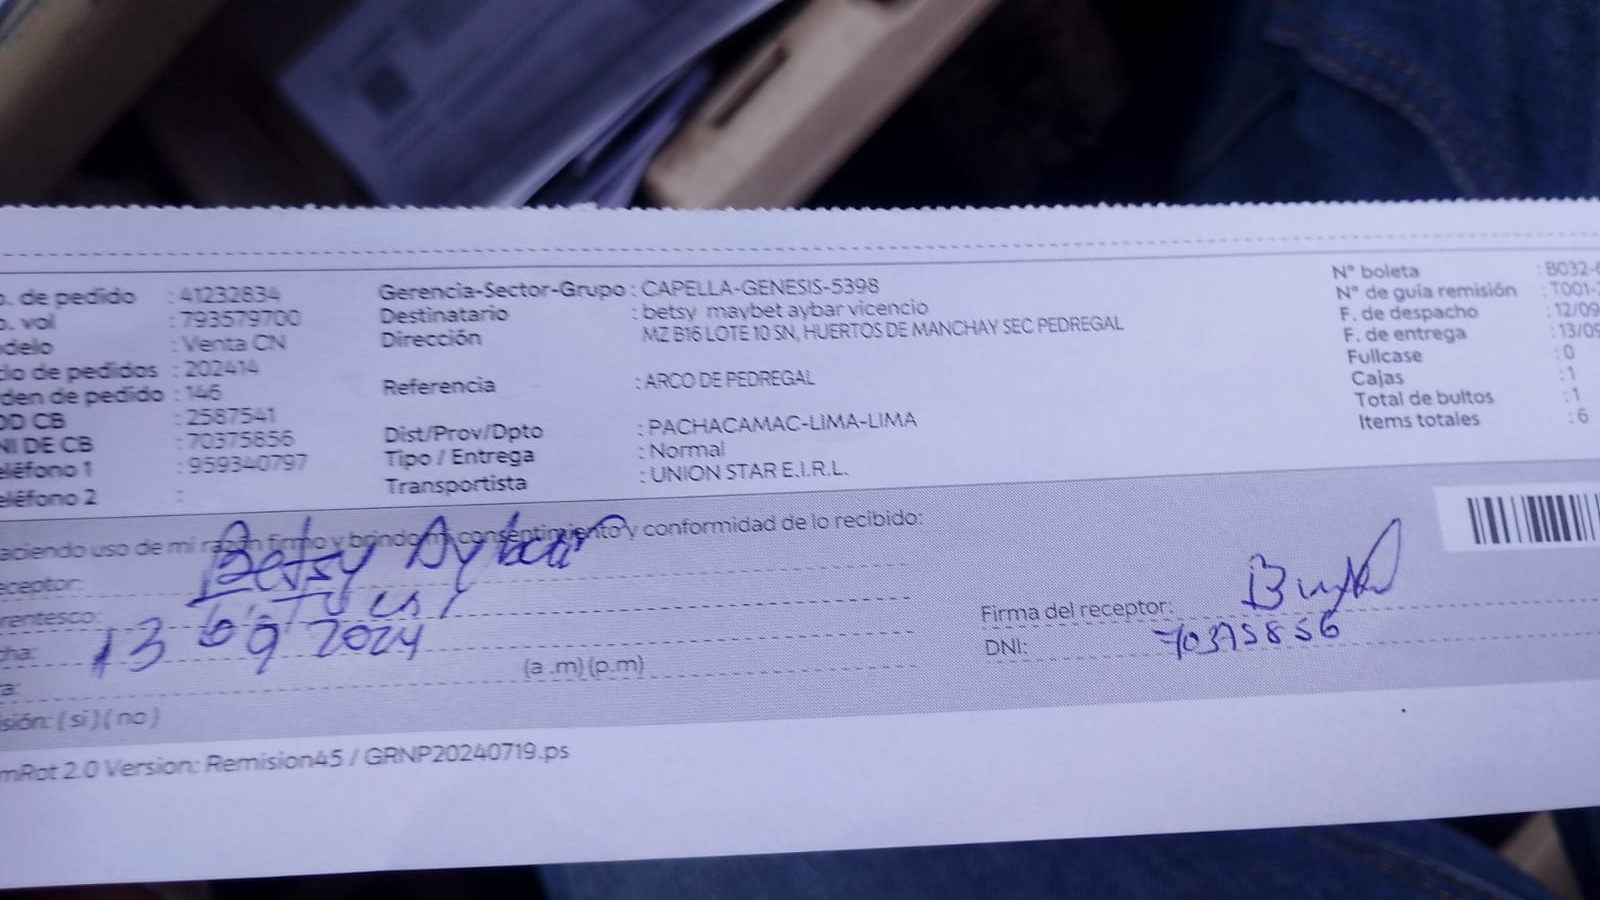 o. de pedido : 41232834
o. vol : 793579700
delo : Venta CN
do de pedidos : 202414
den de pedido : 146
OD CB : 2587541
NI DE CB : 70375856
eléfono 1 : 959340797
eléfono 2 :
Gerencia-Sector-Grupo : CAPELLA-GENESIS-5398
Destinatario : betsy maybet aybar vicencio
Dirección MZ B16 LOTE 10 SN, HUERTOS DE MANCHAY SEC PEDREGAL
Referencia : ARCO DE PEDREGAL
Dist/Prov/Dpto : PACHACAMAC-LIMA-LIMA
Tipo / Entrega : Normal
Transportista : UNION STAR E.I.R.L.
N° boleta : B032-
N° de guía remisión : T001-
F. de despacho : 12/09
F. de entrega : 13/09
Fullcase : 0
Cajas : 1
Total de bultos : 1
Items totales : 6
aciendo uso de mi razón firmo y brindo mi consentimiento y conformidad de lo recibido:
eceptor: Betsy Aybar
rentesco:
ha: 13 09 2024
a: (a .m) (p.m)
isión: ( si ) ( no )
Firma del receptor:
DNI: 70375856
mRot 2.0 Version: Remision45 / GRNP20240719.ps